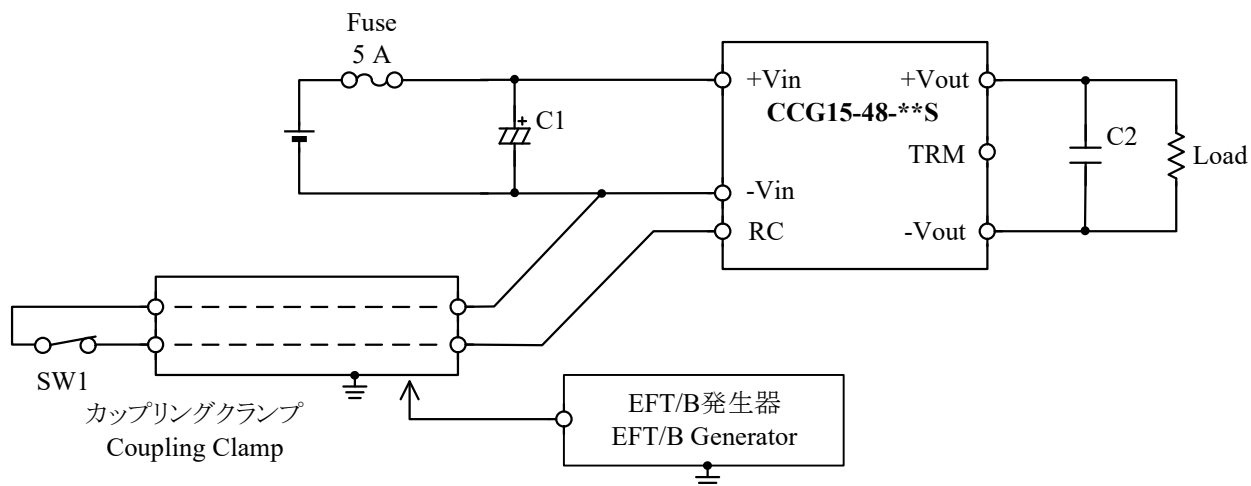 Fuse
5 A
+
C1
+Vin
+Vout
CCG15-48-**S
TRM
C2
Load
-Vin
RC
-Vout
SW1
カップリングクランプ
Coupling Clamp
EFT/B発生器
EFT/B Generator